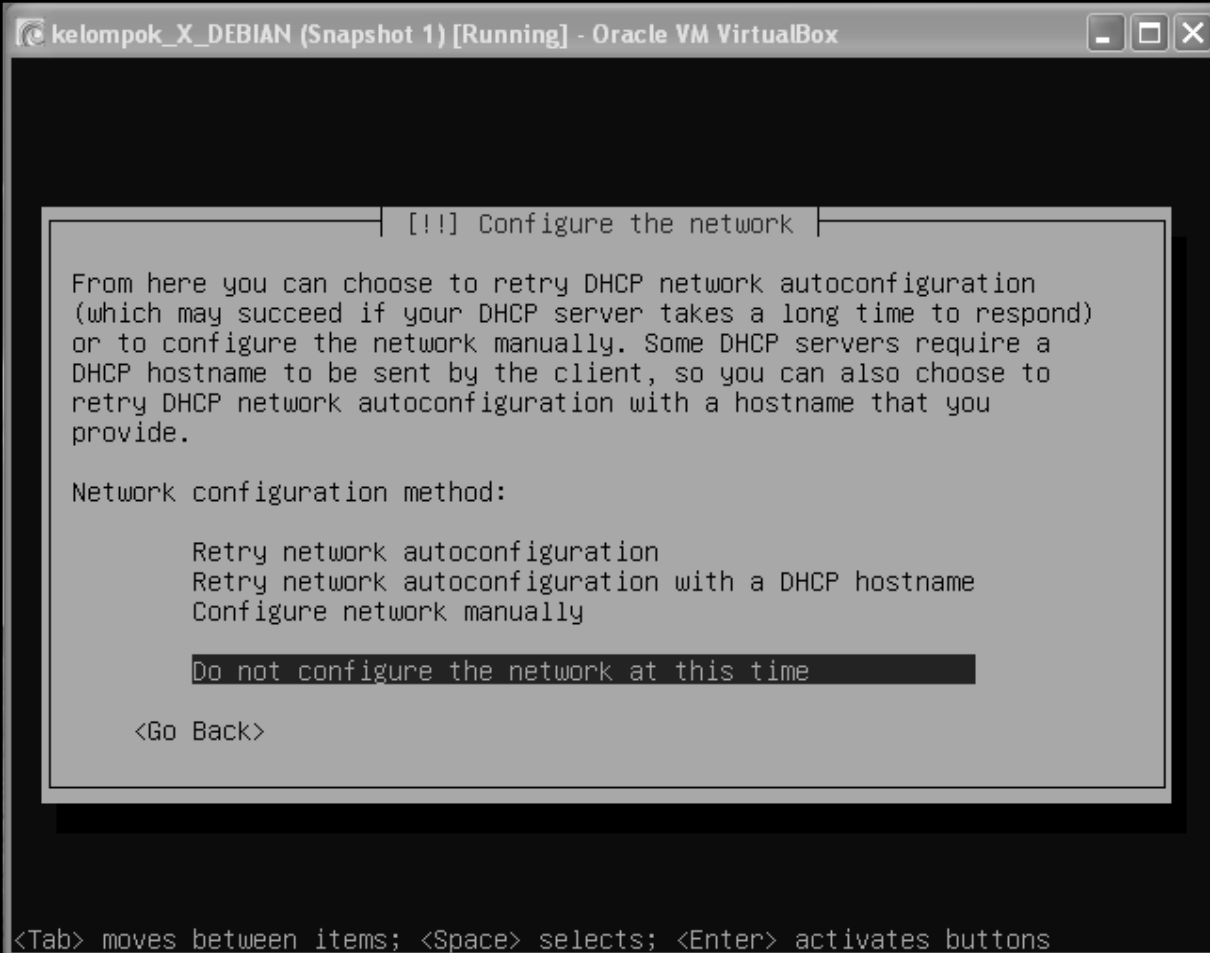 kelompok_X_DEBIAN (Snapshot 1) [Running] - Oracle VM VirtualBox
[!!] Configure the network
From here you can choose to retry DHCP network autoconfiguration
(which may succeed if your DHCP server takes a long time to respond)
or to configure the network manually. Some DHCP servers require a
DHCP hostname to be sent by the client, so you can also choose to
retry DHCP network autoconfiguration with a hostname that you
provide.
Network configuration method:
Retry network autoconfiguration
Retry network autoconfiguration with a DHCP hostname
Configure network manually
Do not configure the network at this time
<Go Back>
<Tab> moves between items; <Space> selects; <Enter> activates buttons